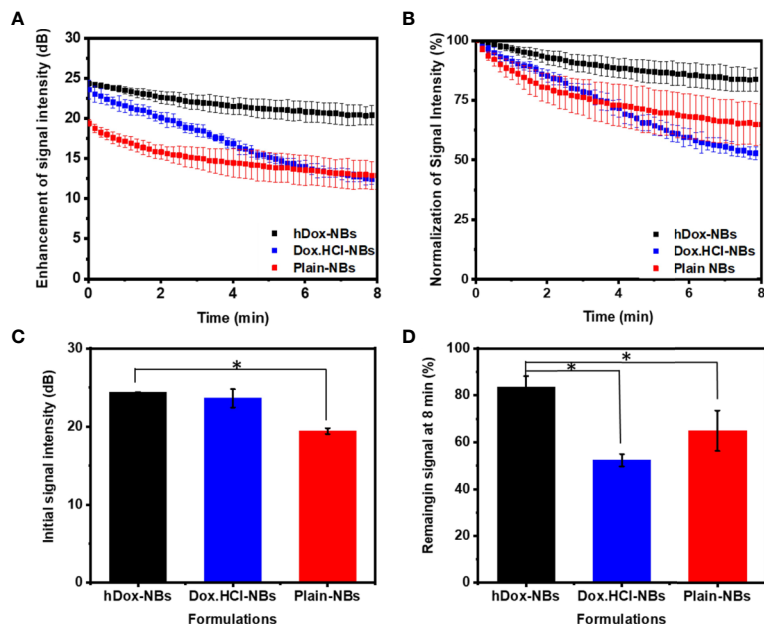 A
30
25
20
15
10
5
0
0
2
4
6
8
Enhancement of signal intensity (dB)
hDox-NBs
Dox.HCl-NBs
Plain-NBs
Time (min)
B
100
75
50
25
0
0
2
4
6
8
Normalization of Signal Intensity (%)
hDox-NBs
Dox.HCl-NBs
Plain NBs
Time (min)
C
30
20
10
0
Initial signal intensity (dB)
*
hDox-NBs Dox.HCl-NBs Plain-NBs
Formulations
D
100
80
60
40
20
0
Remaingin signal at 8 min (%)
*
*
hDox-NBs Dox.HCl-NBs Plain-NBs
Formulations